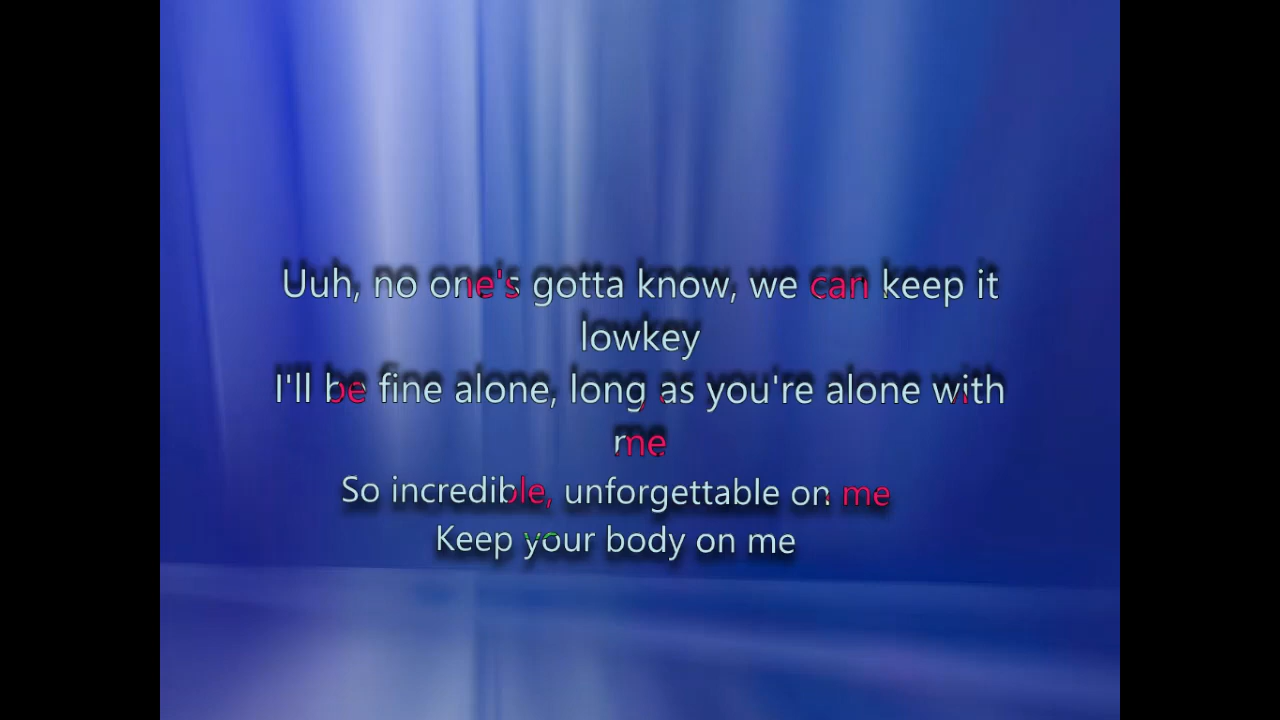 Uuh, no one's gotta know, we can keep it
lowkey
I'll be fine alone, long as you're alone with
me
So incredible, unforgettable on me
Keep your body on me